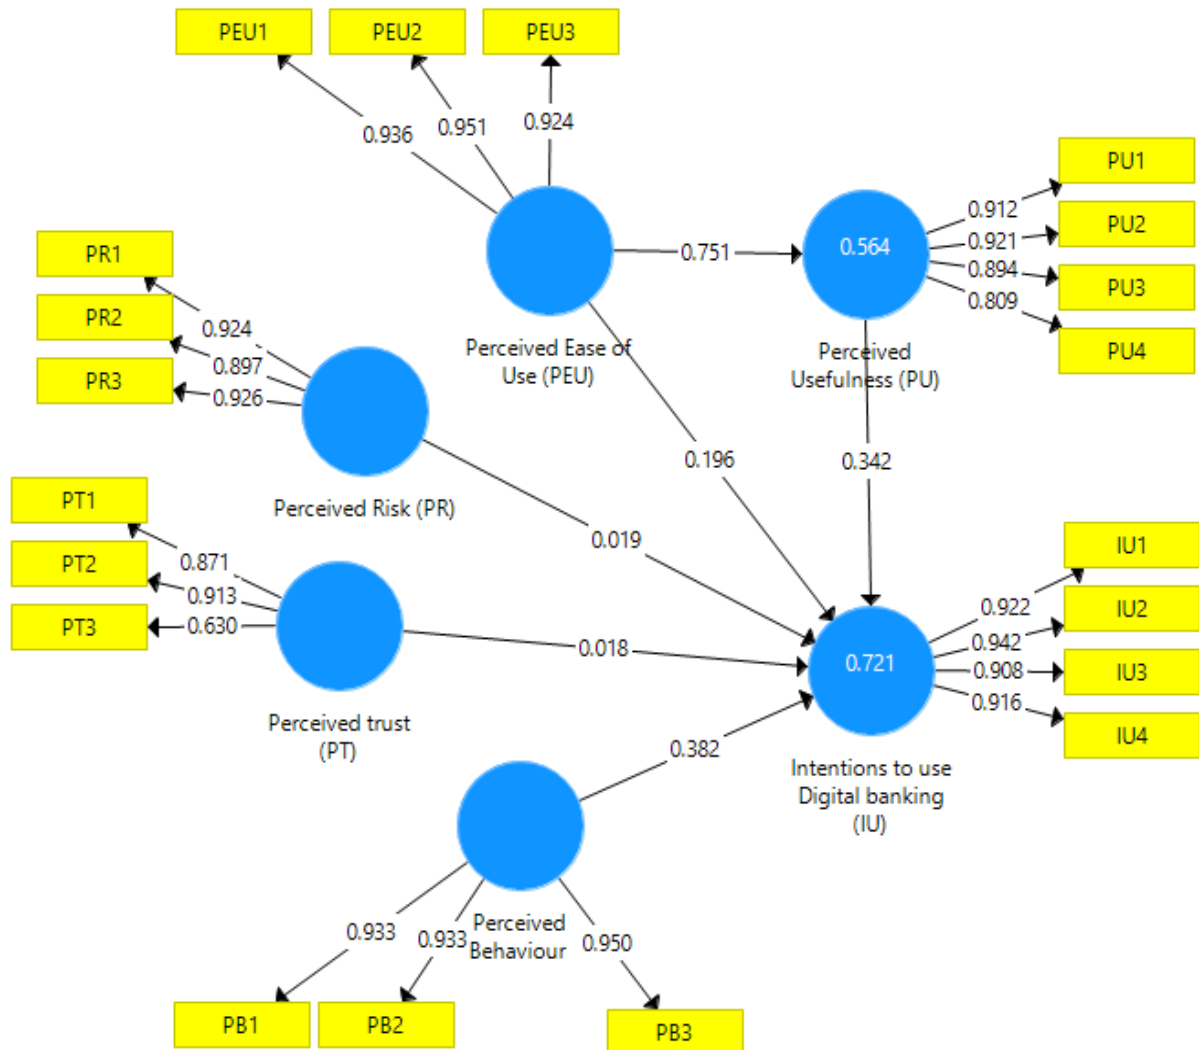 PEU1
PEU2
PEU3
0.936
0.951
0.924
PU1
PU2
PU3
PU4
0.912
0.921
0.894
0.809
PR1
PR2
PR3
0.924
0.897
0.926
0.751
0.564
Perceived Ease of
Use (PEU)
Perceived
Usefulness (PU)
0.196
0.342
Perceived Risk (PR)
0.019
PT1
PT2
PT3
0.871
0.913
0.630
0.018
Perceived trust
(PT)
0.721
IU1
IU2
IU3
IU4
0.922
0.942
0.908
0.916
0.382
Intentions to use
Digital banking
(IU)
Perceived
Behaviour
0.933
0.933
0.950
PB1
PB2
PB3